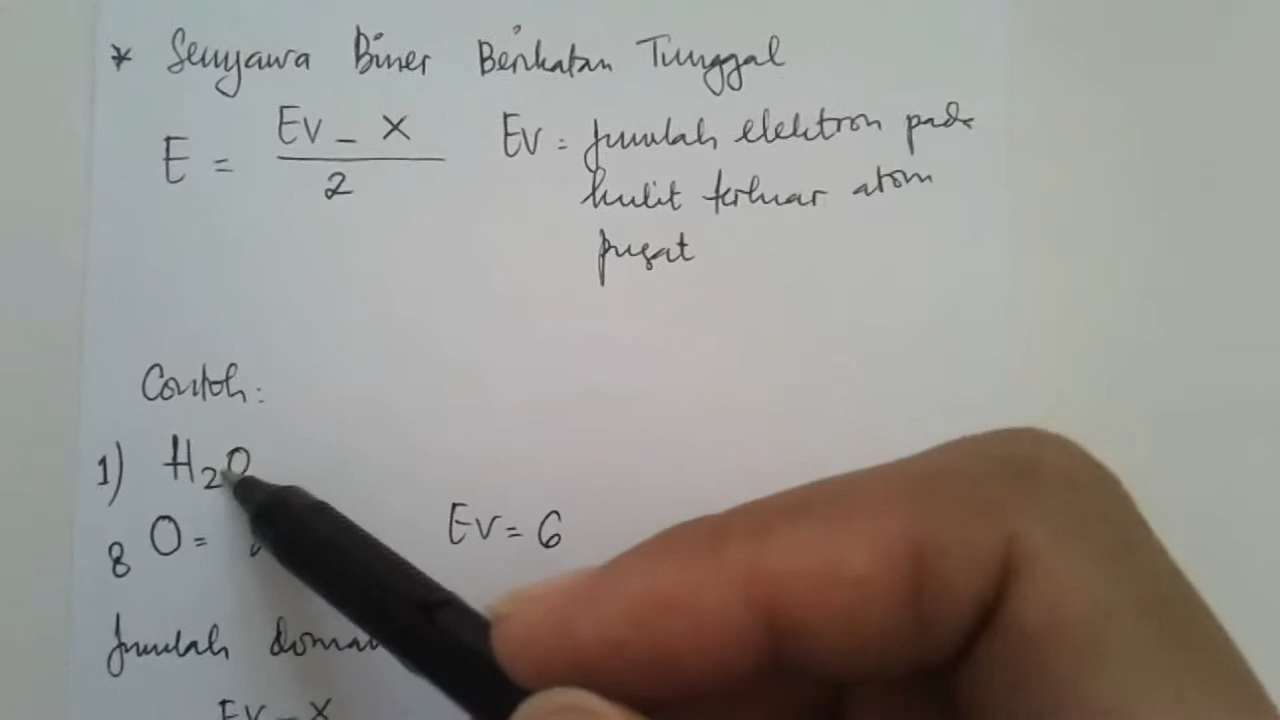 * Senyawa Biner Berikatan Tunggal
E = Ev - X / 2
Ev = Jumlah elektron pada
kulit terluar atom
pusat
Contoh:
1) H₂O
₈O =
Ev = 6
Jumlah
Ev - X